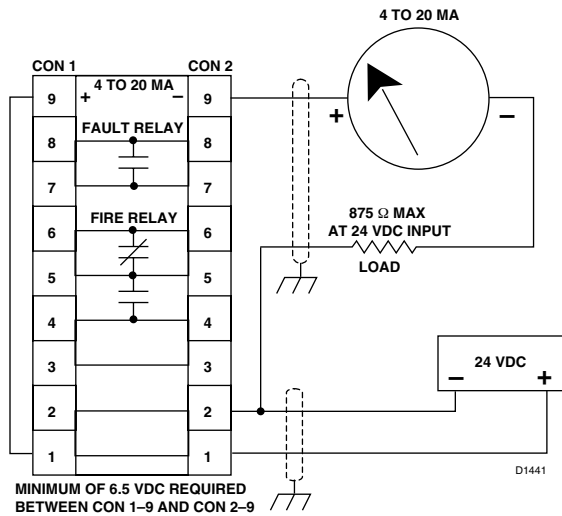 4 TO 20 MA
CON 1 CON 2
4 TO 20 MA
9 + − 9
+ −
FAULT RELAY
8 8
7 7
FIRE RELAY
6 6
5 5
4 4
3 3
2 2
1 1
875 Ω MAX
AT 24 VDC INPUT
LOAD
24 VDC
− +
D1441
MINIMUM OF 6.5 VDC REQUIRED
BETWEEN CON 1–9 AND CON 2–9